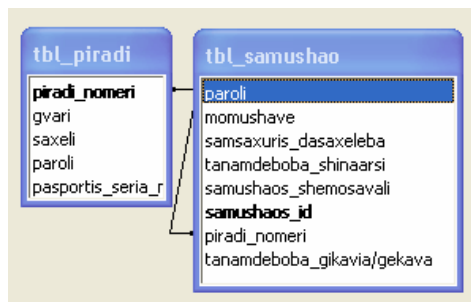 tbl_piradi
piradi_nomeri
gvari
saxeli
paroli
pasportis_seria_r
tbl_samushao
paroli
momushave
samsaxuris_dasaxeleba
tanamdeboba_shinaarsi
samushaos_shemosavali
samushaos_id
piradi_nomeri
tanamdeboba_gikavia/gekava